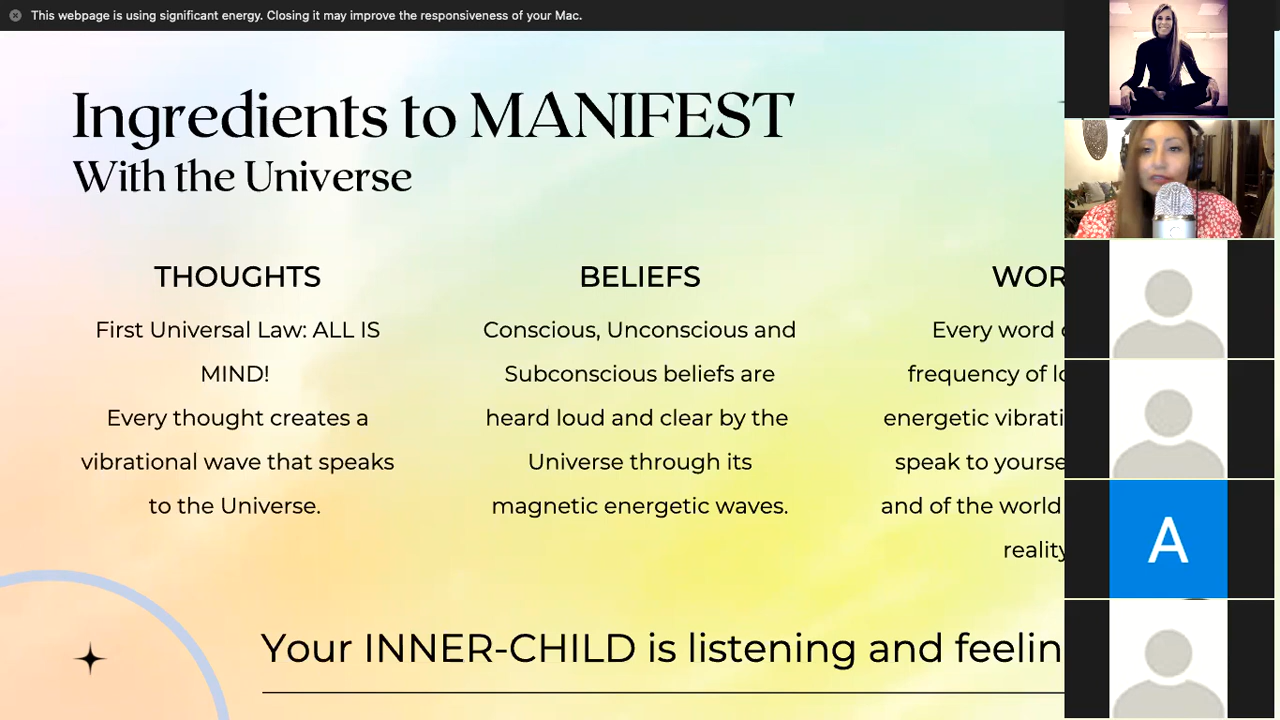 This webpage is using significant energy. Closing it may improve the responsiveness of your Mac.
Ingredients to MANIFEST
With the Universe
THOUGHTS
First Universal Law: ALL IS
MIND!
Every thought creates a
vibrational wave that speaks
to the Universe.
BELIEFS
Conscious, Unconscious and
Subconscious beliefs are
heard loud and clear by the
Universe through its
magnetic energetic waves.
Every word
frequency of
energetic
speak to
and of the world
reality
Your INNER-CHILD is listening and
A